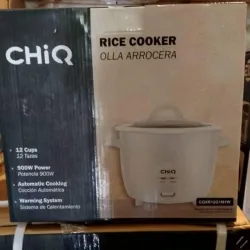 CHiQ
RICE COOKER
OLLA ARROCERA
12 Cups
12 Tazas
900W Power
Potencia 900W
Automatic Cooking
Cocción Automática
Warming System
Sistema de Calentamiento
CHiQ